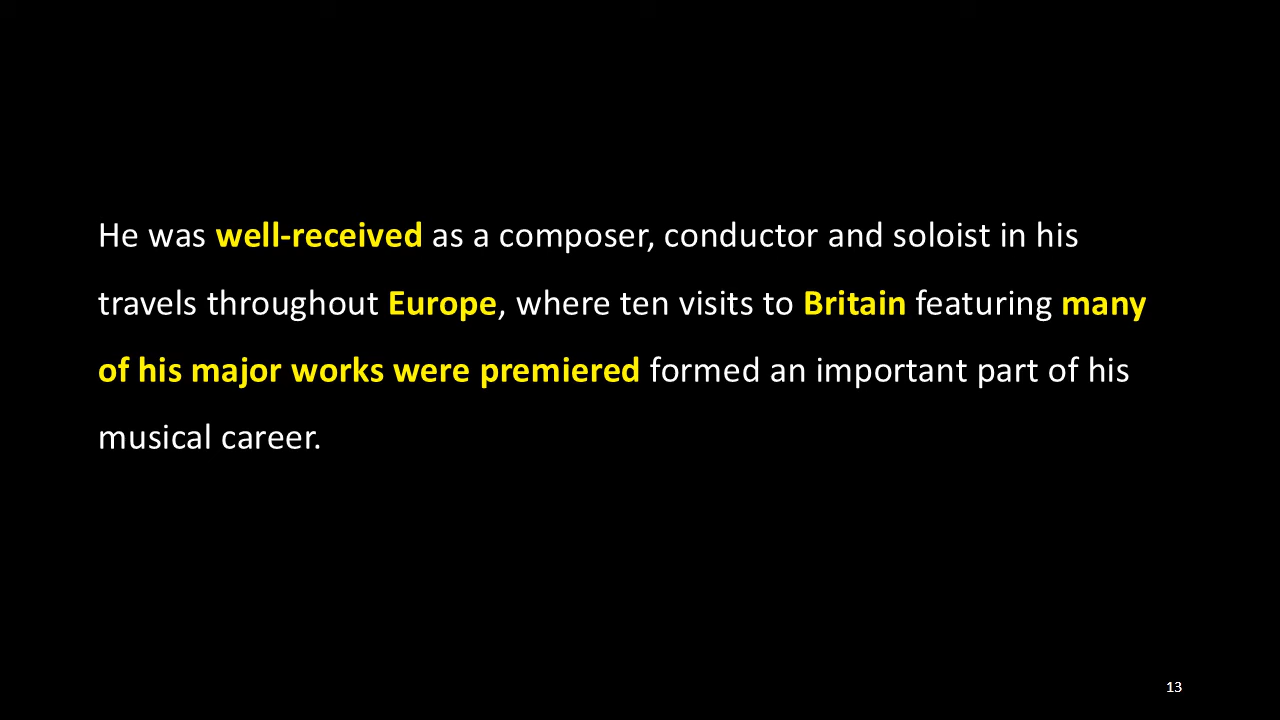 He was well-received as a composer, conductor and soloist in his
travels throughout Europe, where ten visits to Britain featuring many
of his major works were premiered formed an important part of his
musical career.
13